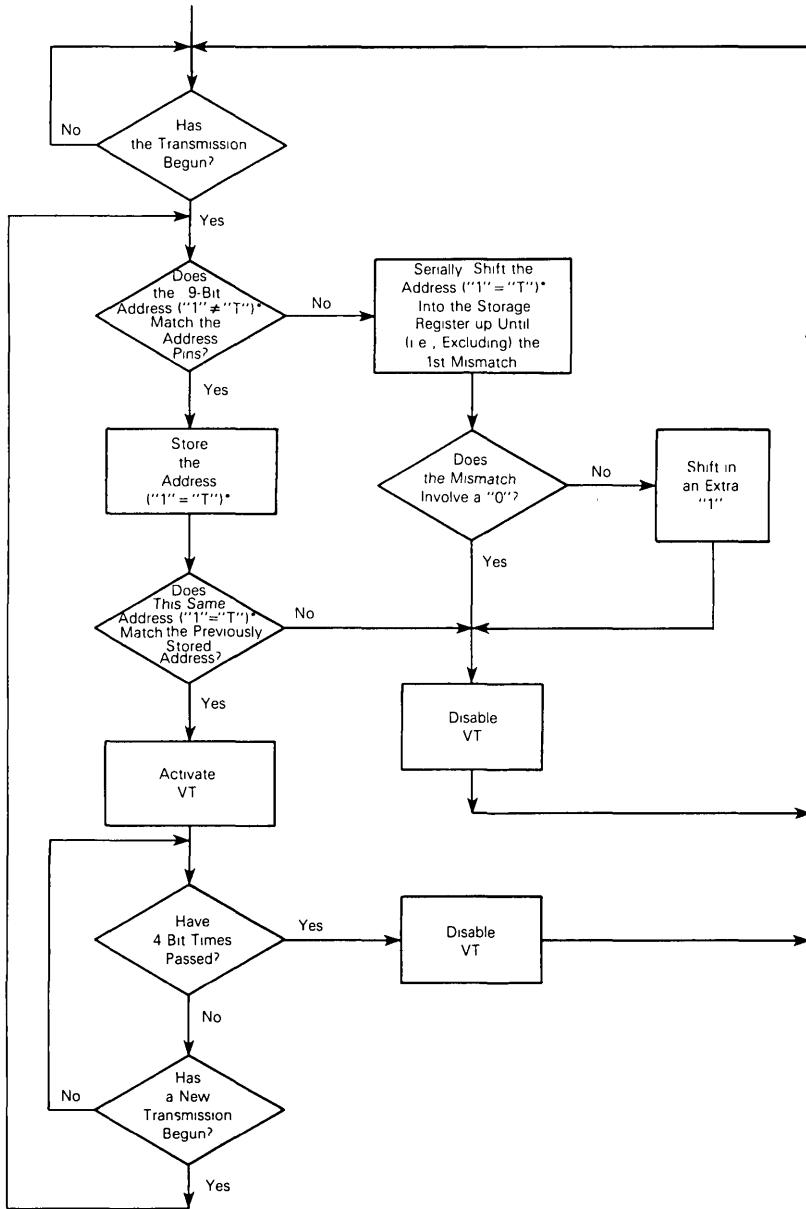 Has
the Transmission
Begun?
No
Yes
Does
the 9-Bit
Address ("1" ≠ "T")*
Match the
Address
Pins?
No
Yes
Serially Shift the
Address ("1" = "T")*
Into the Storage
Register up Until
(i e , Excluding) the
1st Mismatch
Store
the
Address
("1" = "T")*
Does
the Mismatch
Involve a "0"?
No
Yes
Shift in
an Extra
"1"
Does
This Same
Address ("1"="T")*
Match the Previously
Stored
Address?
No
Yes
Disable
VT
Activate
VT
Have
4 Bit Times
Passed?
Yes
No
Disable
VT
Has
a New
Transmission
Begun?
No
Yes